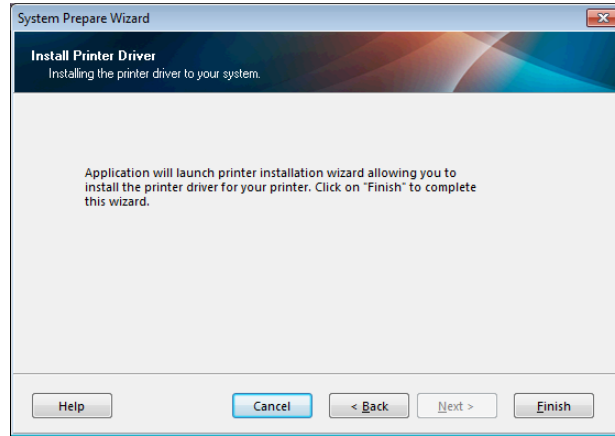 System Prepare Wizard
Install Printer Driver
Installing the printer driver to your system.
Application will launch printer installation wizard allowing you to
install the printer driver for your printer. Click on "Finish" to complete
this wizard.
Help Cancel < Back Next > Finish